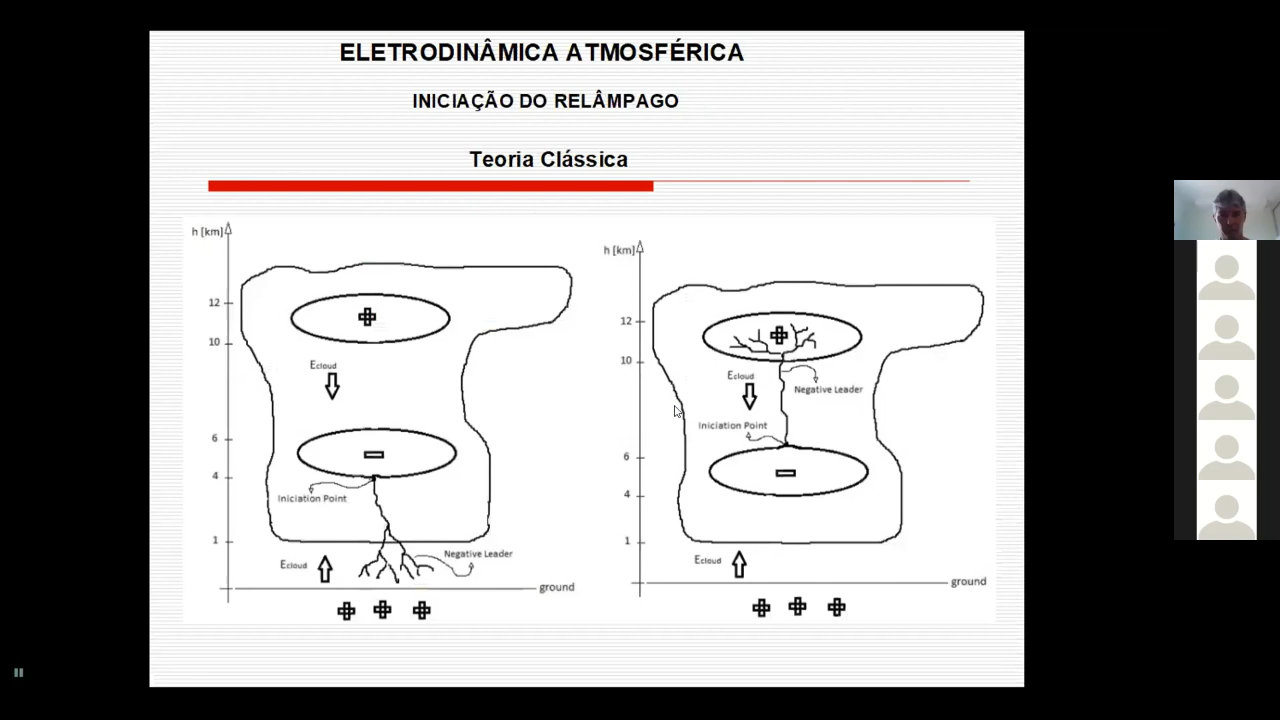 ELETRODINÂMICA ATMOSFÉRICA
INICIAÇÃO DO RELÂMPAGO
Teoria Clássica
h [km]
12
10
Ecloud
6
4
Iniciation Point
1
Negative Leader
Ecloud
ground
h [km]
12
10
Ecloud
Negative Leader
Iniciation Point
6
4
1
Ecloud
ground